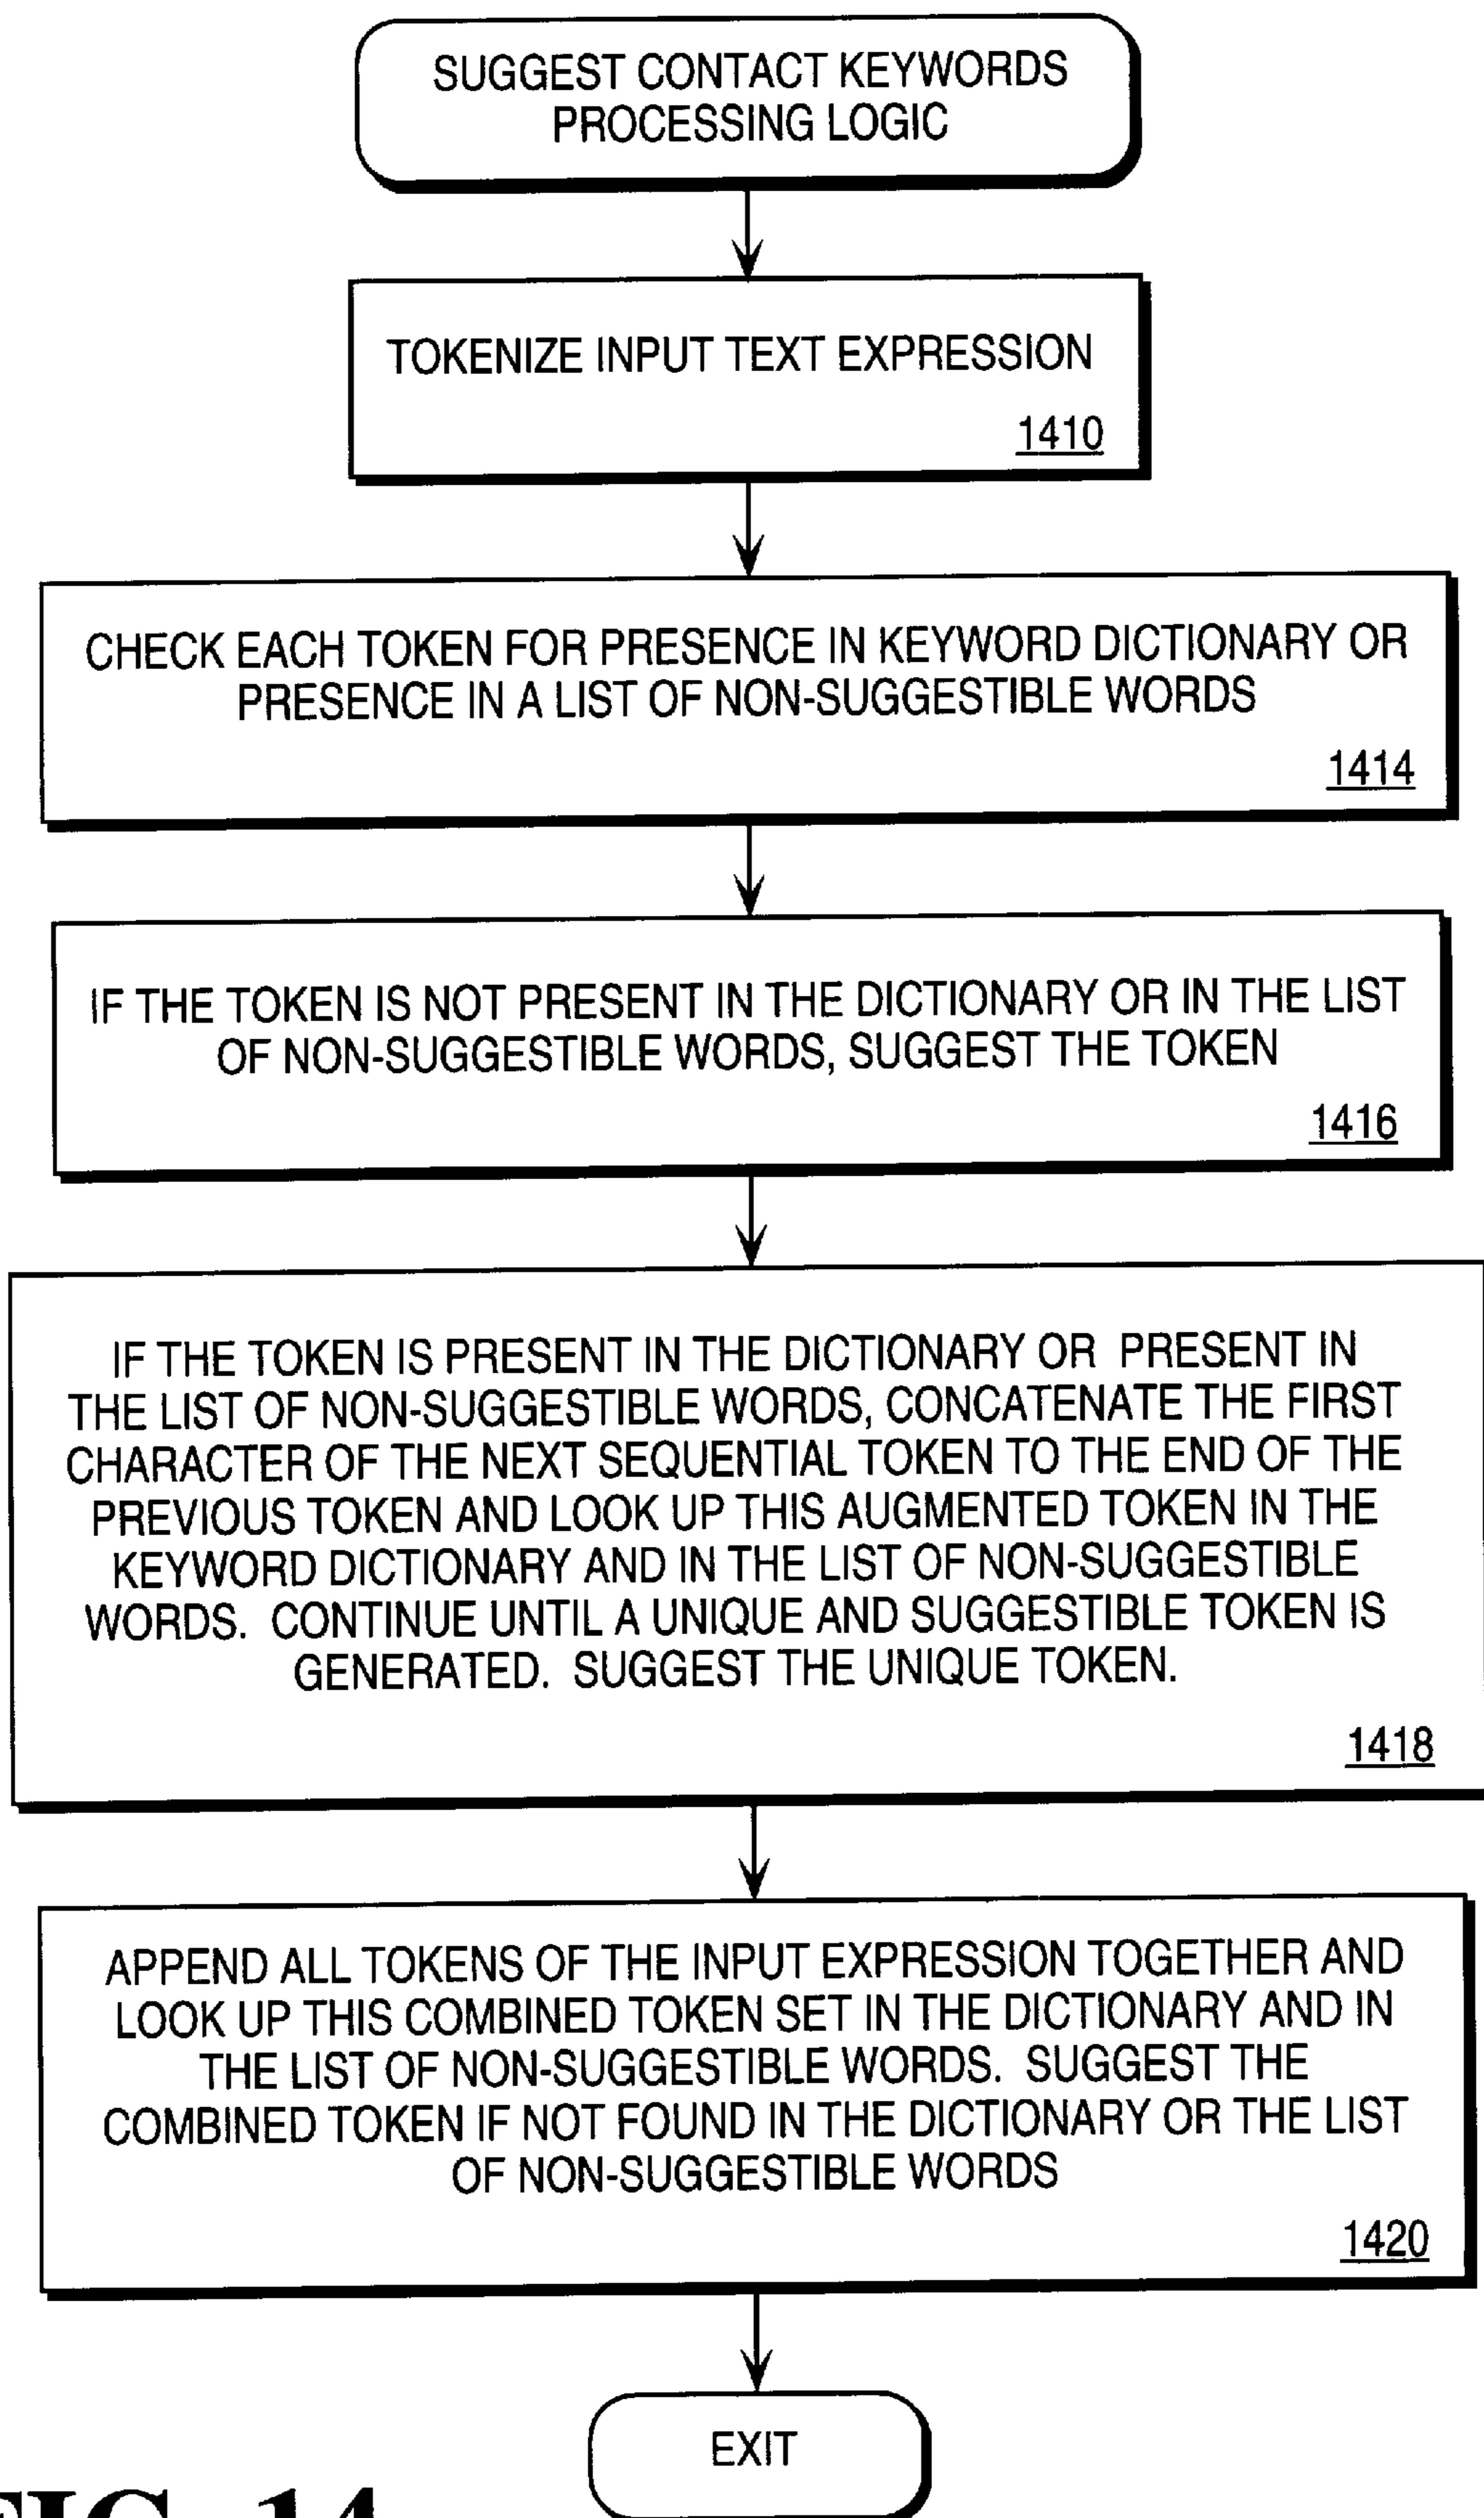 SUGGEST CONTACT KEYWORDS
PROCESSING LOGIC
TOKENIZE INPUT TEXT EXPRESSION
1410
CHECK EACH TOKEN FOR PRESENCE IN KEYWORD DICTIONARY OR
PRESENCE IN A LIST OF NON-SUGGESTIBLE WORDS
1414
IF THE TOKEN IS NOT PRESENT IN THE DICTIONARY OR IN THE LIST
OF NON-SUGGESTIBLE WORDS, SUGGEST THE TOKEN
1416
IF THE TOKEN IS PRESENT IN THE DICTIONARY OR PRESENT IN
THE LIST OF NON-SUGGESTIBLE WORDS, CONCATENATE THE FIRST
CHARACTER OF THE NEXT SEQUENTIAL TOKEN TO THE END OF THE
PREVIOUS TOKEN AND LOOK UP THIS AUGMENTED TOKEN IN THE
KEYWORD DICTIONARY AND IN THE LIST OF NON-SUGGESTIBLE
WORDS. CONTINUE UNTIL A UNIQUE AND SUGGESTIBLE TOKEN IS
GENERATED. SUGGEST THE UNIQUE TOKEN.
1418
APPEND ALL TOKENS OF THE INPUT EXPRESSION TOGETHER AND
LOOK UP THIS COMBINED TOKEN SET IN THE DICTIONARY AND IN
THE LIST OF NON-SUGGESTIBLE WORDS. SUGGEST THE
COMBINED TOKEN IF NOT FOUND IN THE DICTIONARY OR THE LIST
OF NON-SUGGESTIBLE WORDS
1420
EXIT
FIG. 14